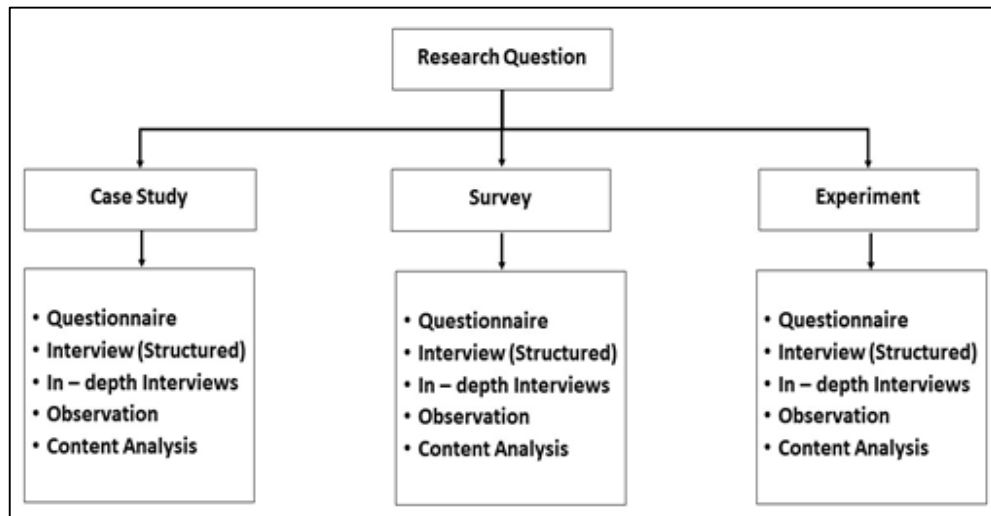 Research Question
Case Study
Survey
Experiment
• Questionnaire
• Interview (Structured)
• In – depth Interviews
• Observation
• Content Analysis
• Questionnaire
• Interview (Structured)
• In – depth Interviews
• Observation
• Content Analysis
• Questionnaire
• Interview (Structured)
• In – depth Interviews
• Observation
• Content Analysis